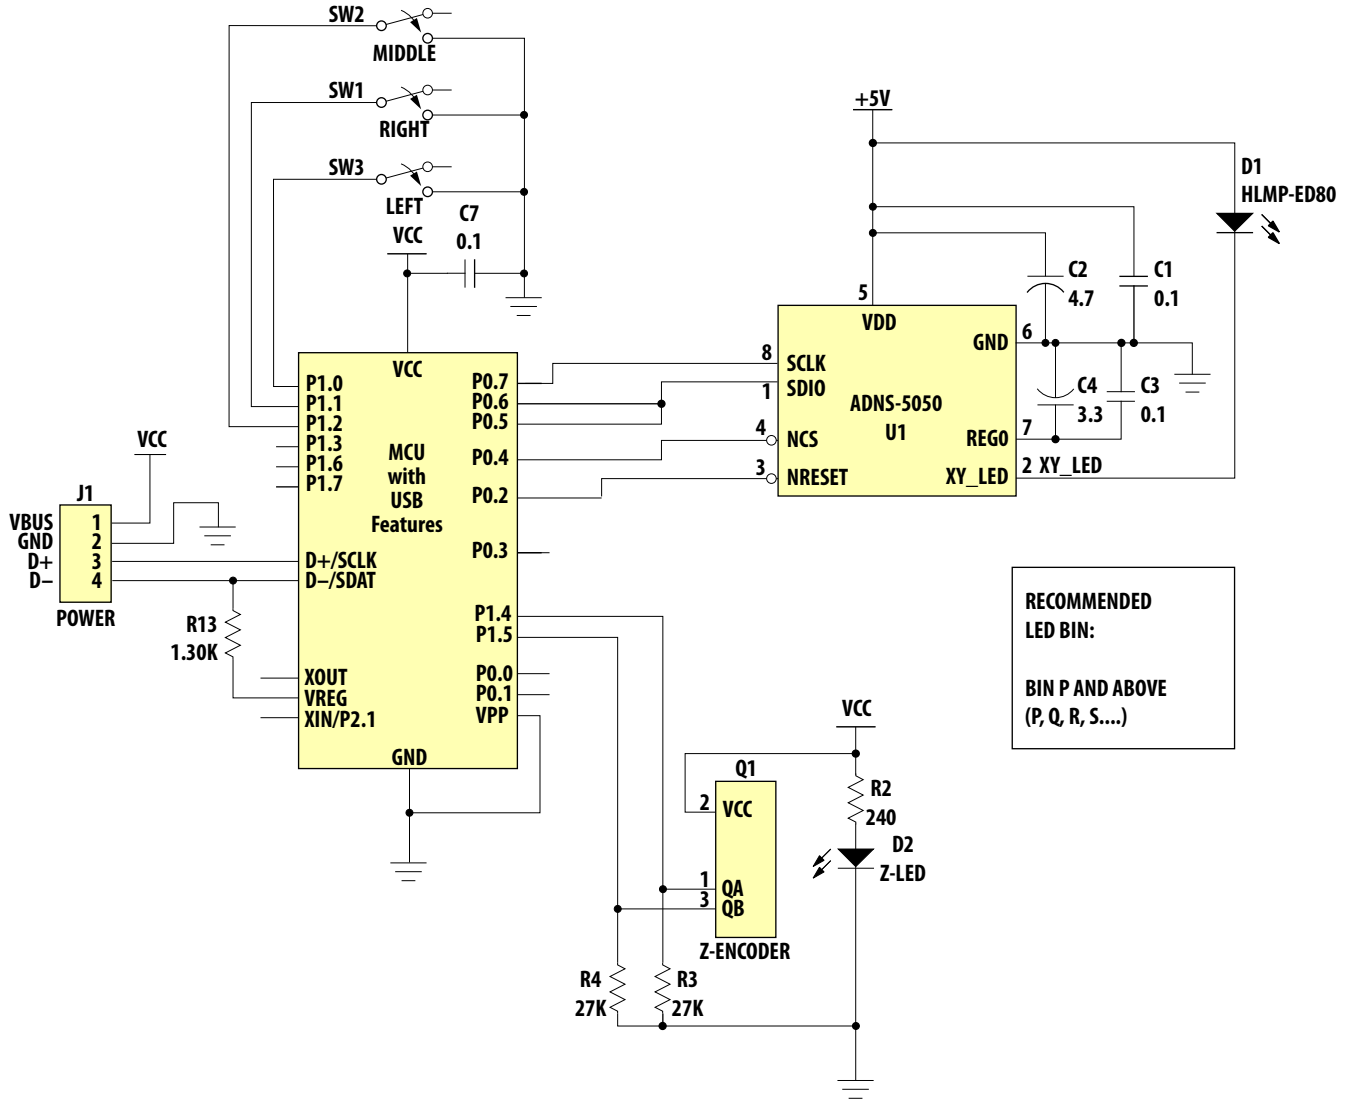 SW2
MIDDLE
SW1
RIGHT
SW3
LEFT
C7
0.1
VCC
+5V
D1
HLMP-ED80
C2
4.7
C1
0.1
5
VDD
GND
6
8
SCLK
1
SDIO
ADNS-5050
U1
C4
3.3
C3
0.1
4
NCS
REG0
7
3
NRESET
XY_LED
2 XY_LED
VCC
P1.0
P1.1
P1.2
P1.3
P1.6
P1.7
P0.7
P0.6
P0.5
P0.4
P0.2
P0.3
MCU
with
USB
Features
VCC
J1
VBUS 1
GND 2
D+ 3
D– 4
POWER
D+/SCLK
D–/SDAT
R13
1.30K
XOUT
VREG
XIN/P2.1
P1.4
P1.5
P0.0
P0.1
VPP
GND
RECOMMENDED
LED BIN:
BIN P AND ABOVE
(P, Q, R, S....)
VCC
Q1
2 VCC
R2
240
D2
Z-LED
1 QA
3 QB
Z-ENCODER
R4
27K
R3
27K